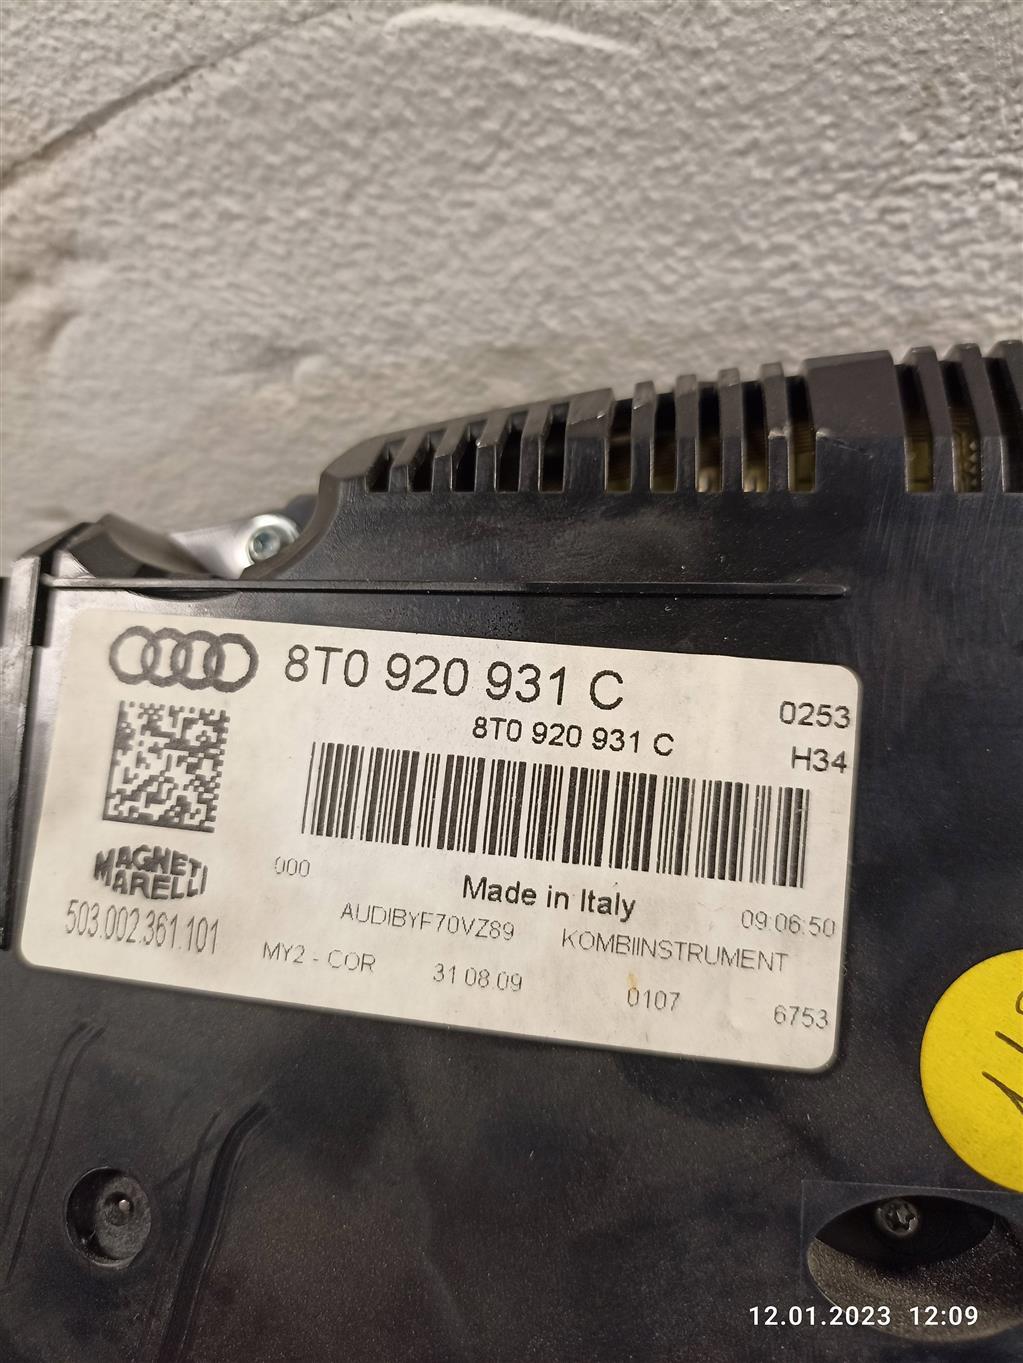 8T0 920 931 C
8T0 920 931 C
0253
H34
MAGNETI
MARELLI
503.002.361.101
000
Made in Italy
09:06:50
AUDIBYF70VZ89
KOMBIINSTRUMENT
MY2 - COR
31.08.09
0107
6753
12.01.2023 12:09